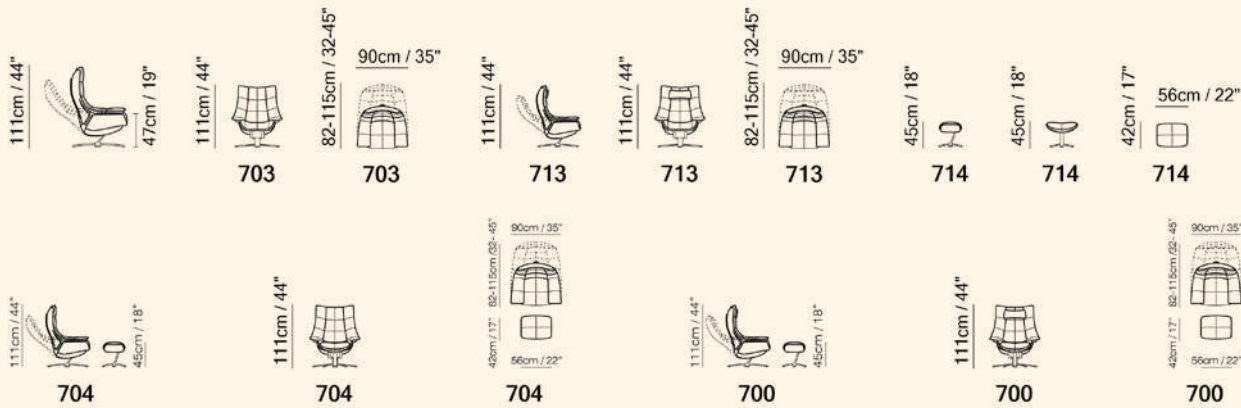 111cm / 44"
47cm / 19"
111cm / 44"
703
82-115cm / 32-45"
90cm / 35"
703
111cm / 44"
713
111cm / 44"
713
82-115cm / 32-45"
90cm / 35"
713
45cm / 18"
714
45cm / 18"
714
42cm / 17"
56cm / 22"
714
111cm / 44"
45cm / 18"
704
111cm / 44"
704
90cm / 35"
82-115cm /32- 45"
42cm / 17"
56cm / 22"
704
111cm / 44"
45cm / 18"
700
111cm / 44"
700
90cm / 35"
82-115cm /32- 45"
42cm / 17"
56cm / 22"
700